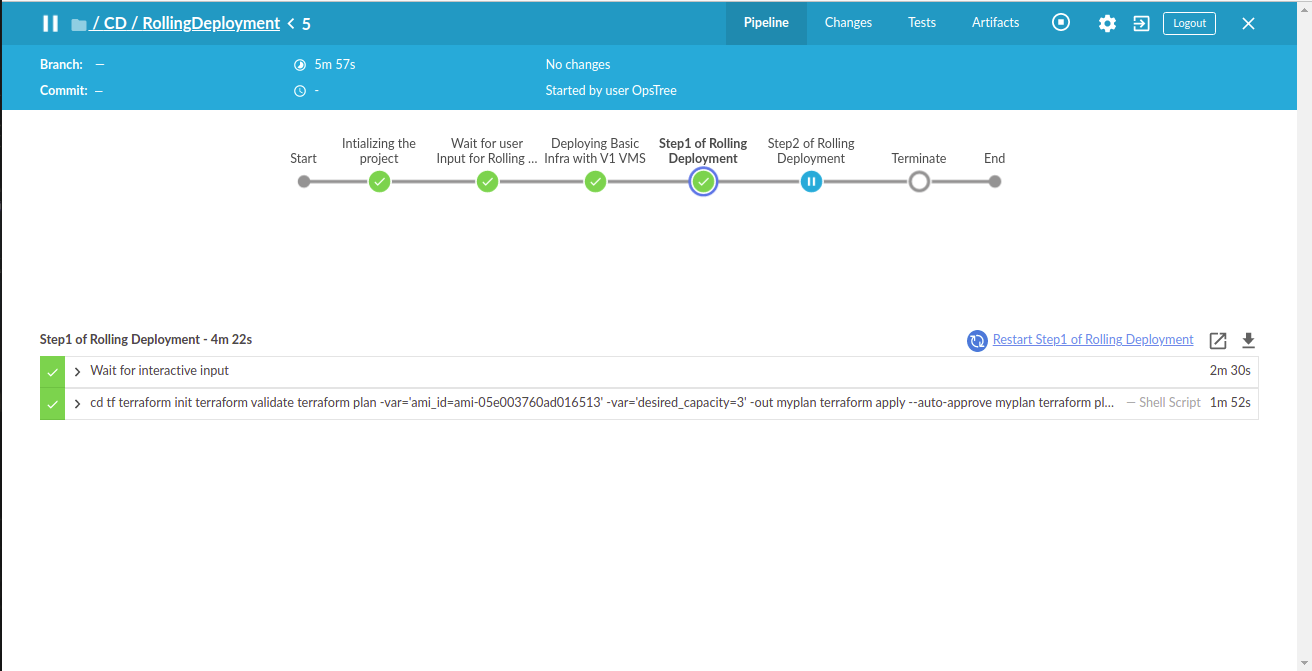 / CD / RollingDeployment < 5
Pipeline Changes Tests Artifacts Logout
Branch: — 5m 57s No changes
Commit: — - Started by user OpsTree
Start
Intializing the
project
Wait for user
Input for Rolling ...
Deploying Basic
Infra with V1 VMS
Step1 of Rolling
Deployment
Step2 of Rolling
Deployment
Terminate
End
Step1 of Rolling Deployment - 4m 22s Restart Step1 of Rolling Deployment
Wait for interactive input 2m 30s
cd tf terraform init terraform validate terraform plan -var='ami_id=ami-05e003760ad016513' -var='desired_capacity=3' -out myplan terraform apply --auto-approve myplan terraform pl... — Shell Script 1m 52s